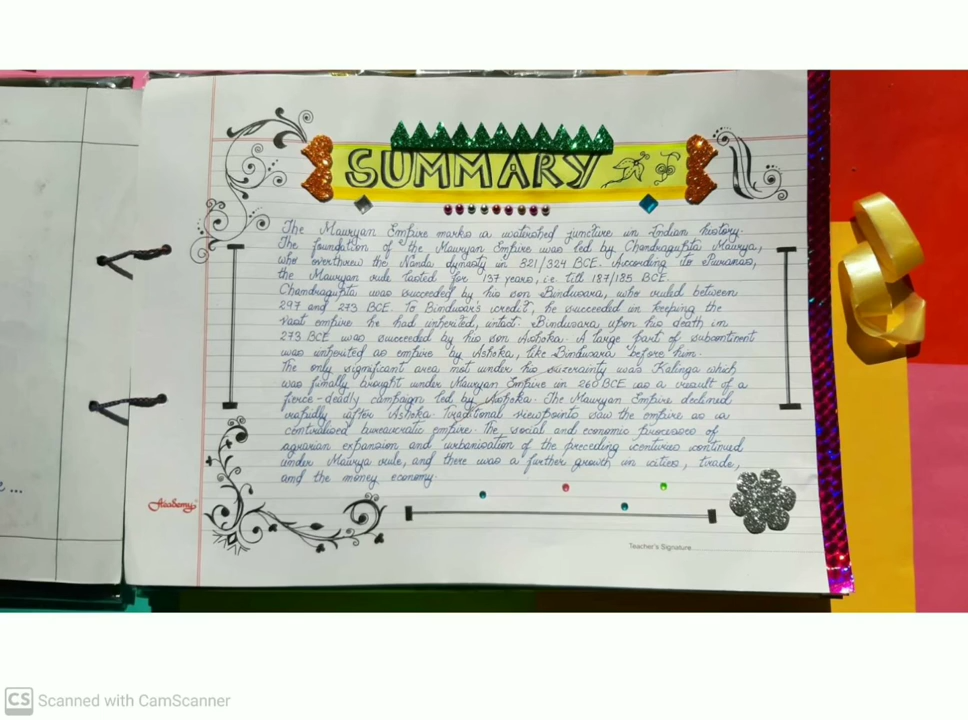 SUMMARY
The Mauryan Empire marks a watershed juncture in Indian history.
The foundation of the Mauryan Empire was led by Chandragupta Maurya,
who overthrew the Nanda dynasty in 321/324 BCE. According to Puranas,
the Mauryan rule lasted for 137 years, i.e. till 187/185 BCE.
Chandragupta was succeeded by his son Bindusara, who ruled between
297 and 273 BCE. To Bindusar's credit, he succeeded in keeping the
vast empire he had inherited, intact. Bindusara upon his death in
273 BCE was succeeded by his son Ashoka. A large part of subcontinent
was inherited as empire by Ashoka, like Bindusara before him.
The only significant area not under his suzerainty was Kalinga which
was finally brought under Mauryan Empire in 260 BCE as a result of a
fierce-deadly campaign led by Ashoka. The Mauryan Empire declined
rapidly after Ashoka. Traditional viewpoints saw the empire as a
centralised bureaucratic empire. The social and economic processes of
agrarian expansion and urbanisation of the preceding centuries continued
under Maurya rule, and there was a further growth in cities, trade,
and the money economy.
Academy
Teacher's Signature
CS Scanned with CamScanner